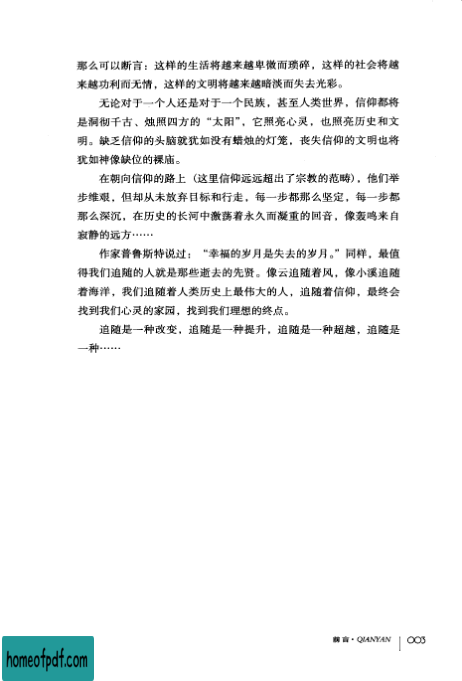 那么可以断言：这样的生活将越来越卑微而琐碎，这样的社会将越
来越功利而无情，这样的文明将越来越暗淡而失去光彩。
无论对于一个人还是对于一个民族，甚至人类世界，信仰都将
是洞彻千古、烛照四方的“太阳”，它照亮心灵，也照亮历史和文
明。缺乏信仰的头脑就犹如没有蜡烛的灯笼，丧失信仰的文明也将
犹如神像缺位的裸庙。
在朝向信仰的路上（这里信仰远远超出了宗教的范畴），他们举
步维艰，但却从未放弃目标和行走，每一步都那么坚定，每一步都
那么深沉，在历史的长河中激荡着永久而凝重的回音，像轰鸣来自
寂静的远方……
作家普鲁斯特说过：“幸福的岁月是失去的岁月。”同样，最值
得我们追随的人就是那些逝去的先贤。像云追随着风，像小溪追随
着海洋，我们追随着人类历史上最伟大的人，追随着信仰，最终会
找到我们心灵的家园，找到我们理想的终点。
追随是一种改变，追随是一种提升，追随是一种超越，追随是
一种……
前言·QIANYAN 003
homeofpdf.com